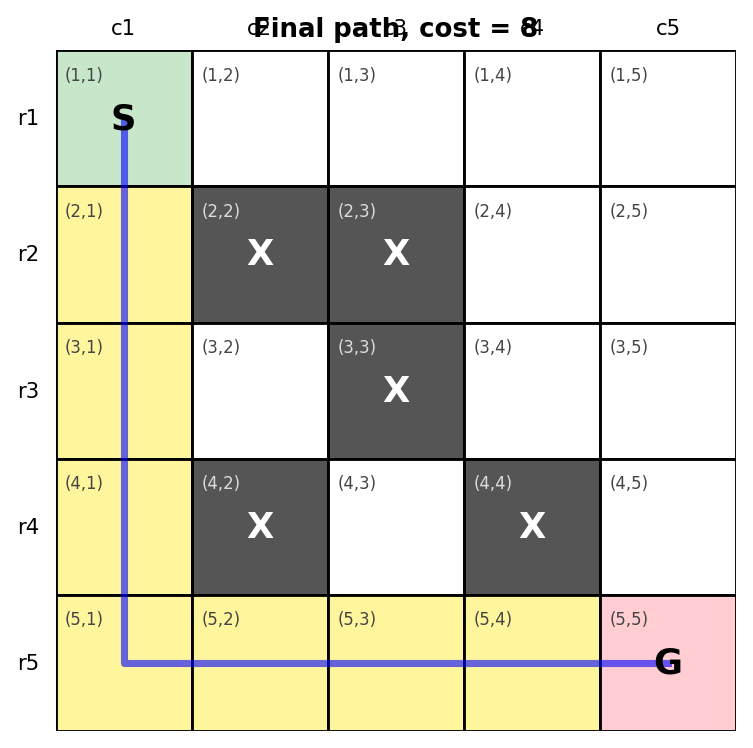 Final path, cost = 8
c1 c2 c3 c4 c5
r1 (1,1) (1,2) (1,3) (1,4) (1,5)
S
r2 (2,1) (2,2) (2,3) (2,4) (2,5)
X X
r3 (3,1) (3,2) (3,3) (3,4) (3,5)
X
r4 (4,1) (4,2) (4,3) (4,4) (4,5)
X X
r5 (5,1) (5,2) (5,3) (5,4) (5,5)
G